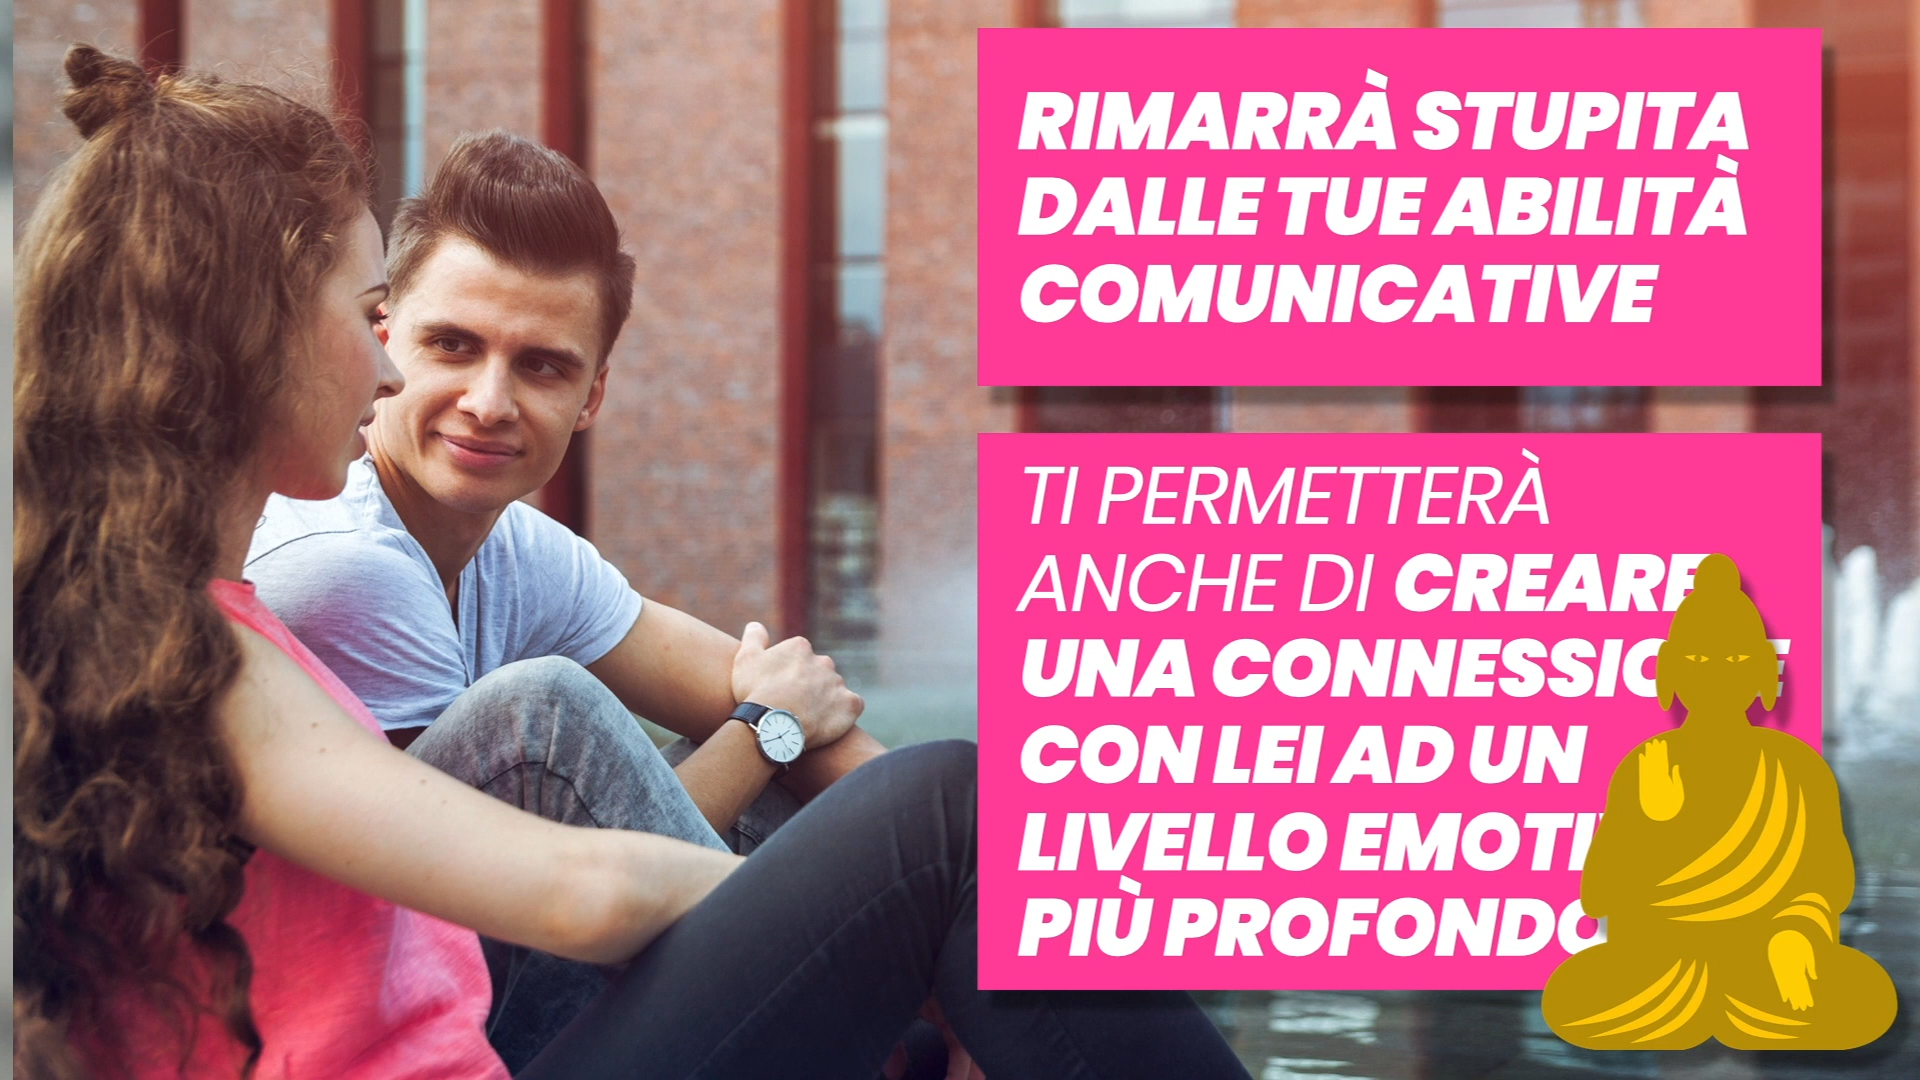 RIMARRÀ STUPITA
DALLE TUE ABILITÀ
COMUNICATIVE
TI PERMETTERÀ
ANCHE DI CREARE
UNA CONNESSIONE
CON LEI AD UN
LIVELLO
PIÙ PROFONDO